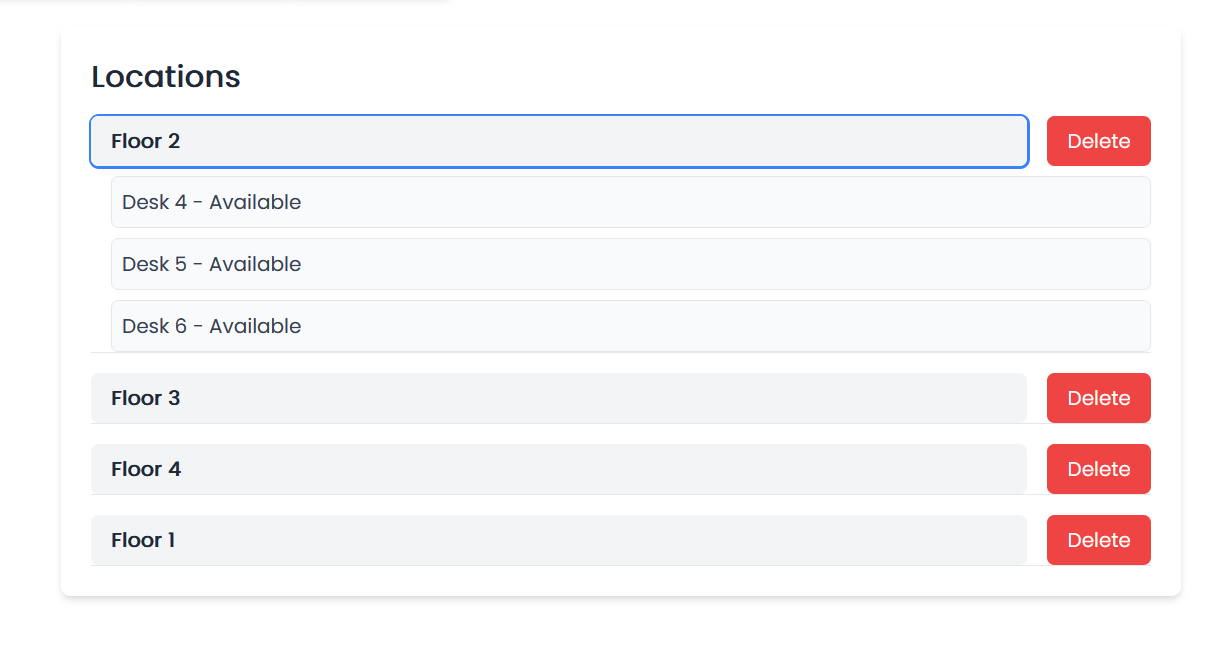 Locations
Floor 2 Delete
Desk 4 - Available
Desk 5 - Available
Desk 6 - Available
Floor 3 Delete
Floor 4 Delete
Floor 1 Delete